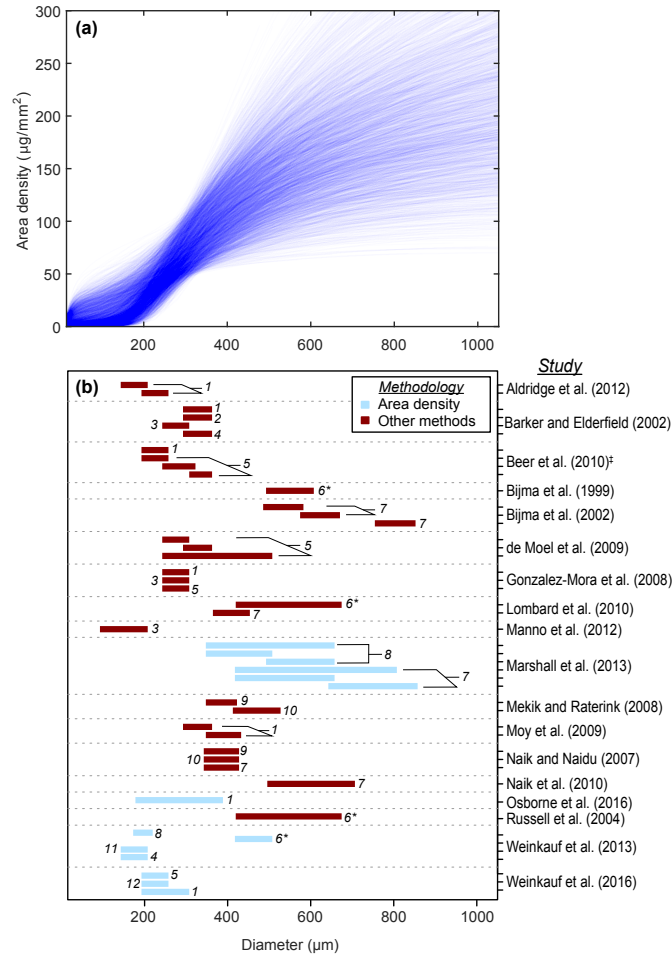 (a)
300
250
200
150
100
50
0
Area density (µg/mm²)
200
400
600
800
1000
Diameter (µm)
(b)
Methodology
Area density
Other methods
Study
1
Aldridge et al. (2012)
1
2
3
4
Barker and Elderfield (2002)
1
5
Beer et al. (2010)‡
6*
Bijma et al. (1999)
7
7
Bijma et al. (2002)
5
de Moel et al. (2009)
1
3
5
Gonzalez-Mora et al. (2008)
6*
7
Lombard et al. (2010)
3
Manno et al. (2012)
8
7
Marshall et al. (2013)
9
10
Mekik and Raterink (2008)
1
Moy et al. (2009)
9
10
7
Naik and Naidu (2007)
7
Naik et al. (2010)
1
Osborne et al. (2016)
6*
Russell et al. (2004)
8
6*
11
4
Weinkauf et al. (2013)
5
12
1
Weinkauf et al. (2016)
200
400
600
800
1000
Diameter (µm)